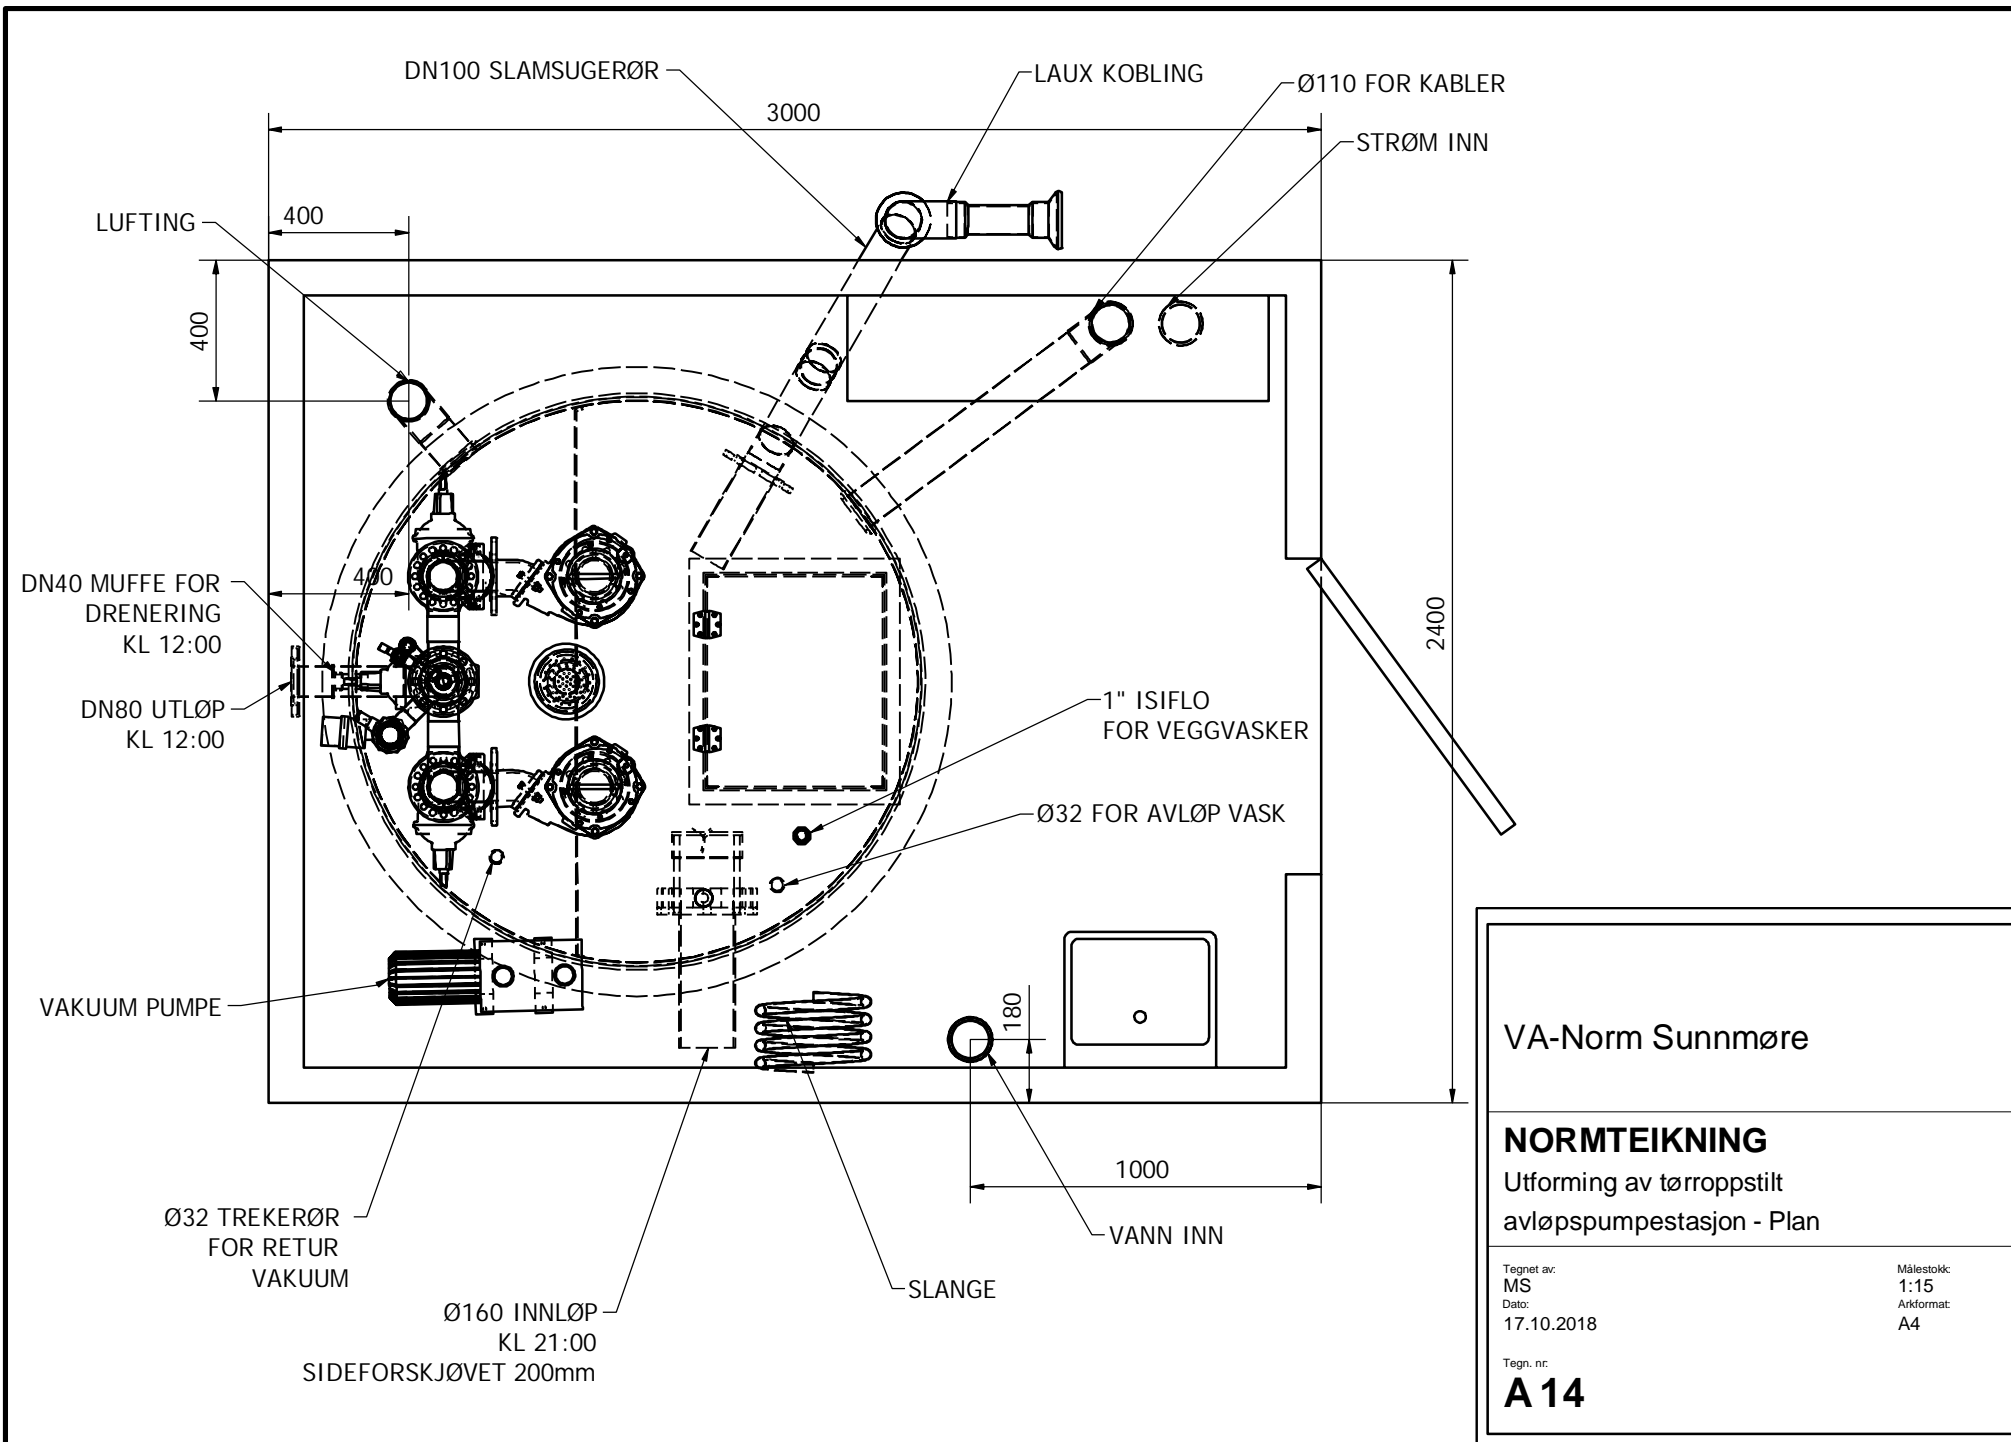 DN100 SLAMSUGERØR
LAUX KOBLING
Ø110 FOR KABLER
3000
STRØM INN
LUFTING
400
400
400
DN40 MUFFE FOR
DRENERING
KL 12:00
DN80 UTLØP
KL 12:00
2400
1" ISIFLO
FOR VEGGVASKER
Ø32 FOR AVLØP VASK
VAKUUM PUMPE
180
1000
Ø32 TREKERØR
FOR RETUR
VAKUUM
VANN INN
SLANGE
Ø160 INNLØP
KL 21:00
SIDEFORSKJØVET 200mm
VA-Norm Sunnmøre
NORMTEIKNING
Utforming av tørroppstilt
avløpspumpestasjon - Plan
Tegnet av:
MS
Dato:
17.10.2018
Målestokk:
1:15
Arkformat:
A4
Tegn. nr:
A 14